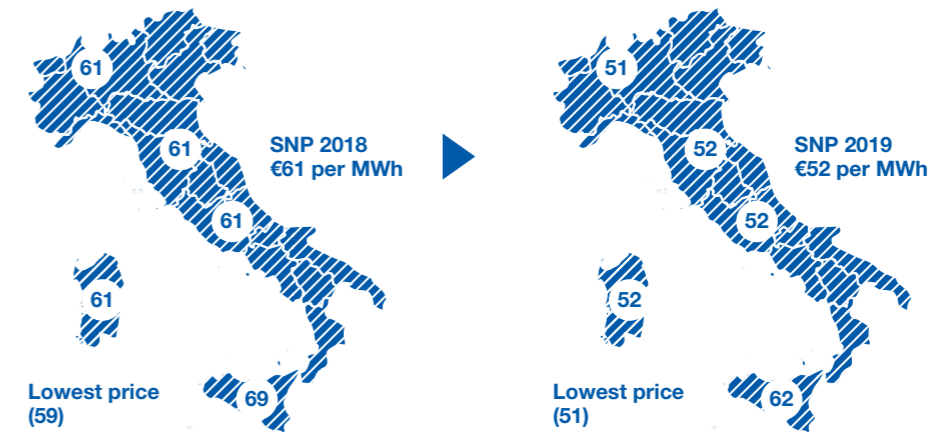 61
61
SNP 2018
€61 per MWh
61
61
Lowest price
(59)
69
51
52
SNP 2019
€52 per MWh
52
52
Lowest price
(51)
62